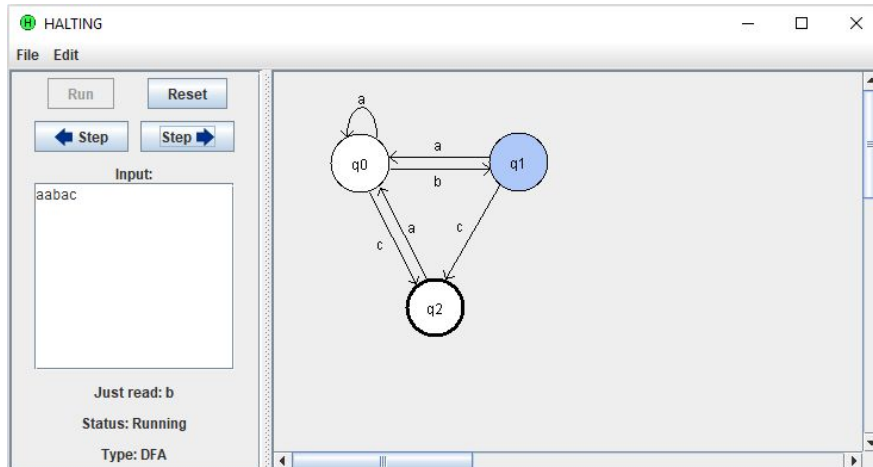 HALTING
File Edit
Run Reset
Step Step
Input:
aabac
Just read: b
Status: Running
Type: DFA
a
a
q0 q1
b
c a c
q2